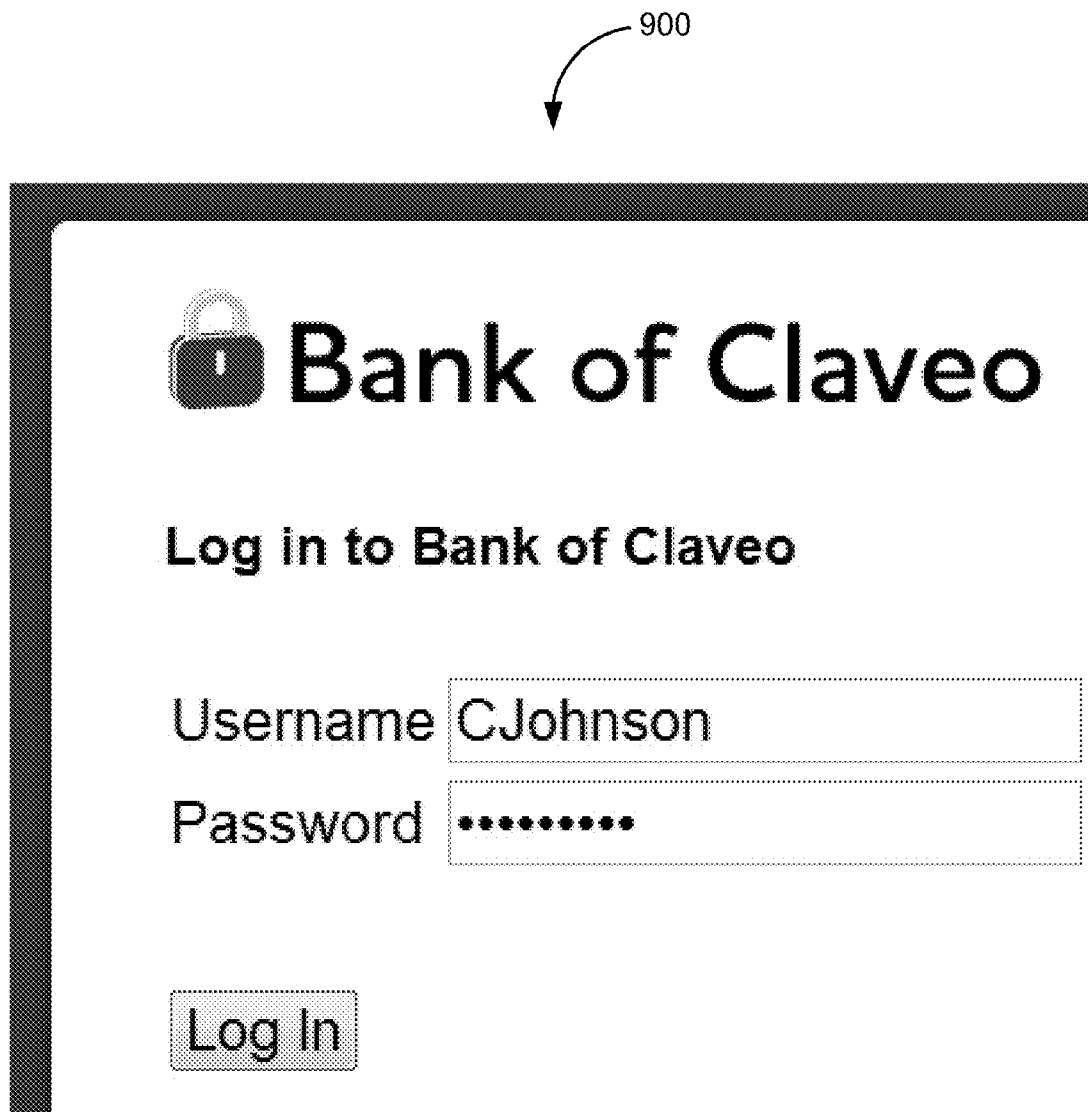 900
Bank of Claveo
Log in to Bank of Claveo
Username CJohnson
Password •••••••••
Log In